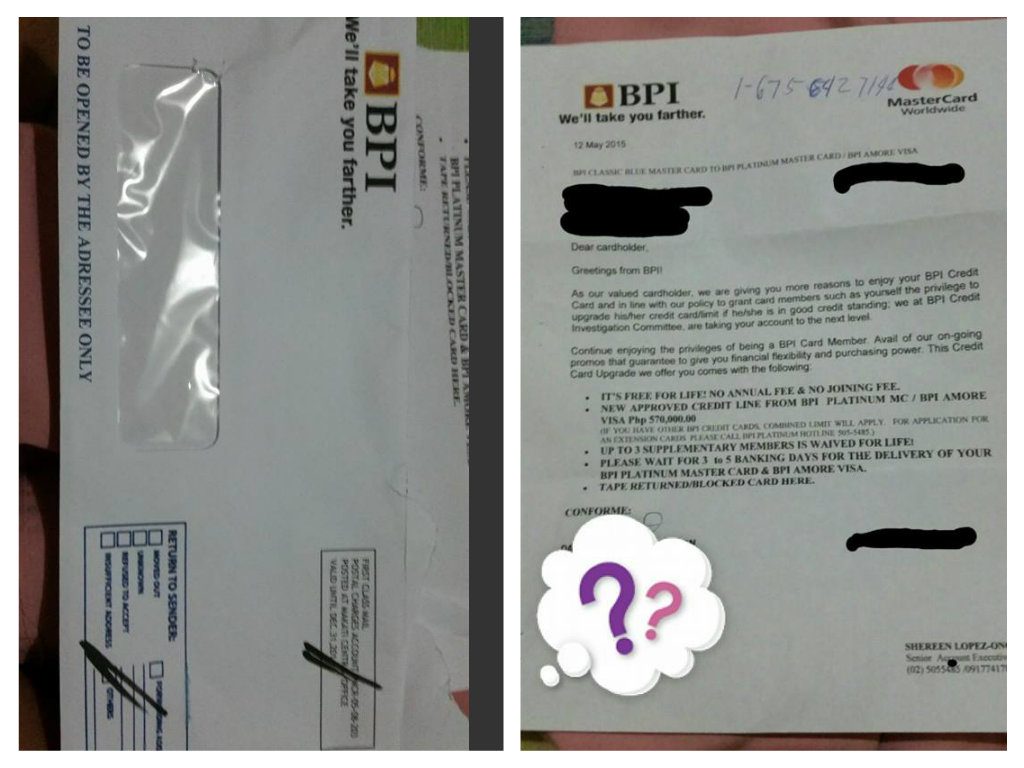 BPI
We'll take you farther.
TO BE OPENED BY THE ADRESSEE ONLY
CONFORME:
BPI PLATINUM MASTER CARD & BPI AMORE
TAPE RETURNED/BLOCKED CARD HERE.
FIRST CLASS MAIL
POSTAL CHARGES ACCOUNT
POSTED AT MAKATI CENTRAL OFFICE
VALID UNTIL DEC. 31, 20
RETURN TO SENDER:
MOVED OUT
UNKNOWN
REFUSED TO ACCEPT
INSUFFICIENT ADDRESS
OTHERS
BPI
We'll take you farther.
1-675
MasterCard
Worldwide
12 May 2015
BPI CLASSIC BLUE MASTER CARD TO BPI PLATINUM MASTER CARD / BPI AMORE VISA
Dear cardholder,
Greetings from BPI!
As our valued cardholder, we are giving you more reasons to enjoy your BPI Credit
Card and in line with our policy to grant card members such as yourself the privilege to
upgrade his/her credit card/limit if he/she is in good credit standing; we at BPI Credit
Investigation Committee, are taking your account to the next level.
Continue enjoying the privileges of being a BPI Card Member. Avail of our on-going
promos that guarantee to give you financial flexibility and purchasing power. This Credit
Card Upgrade we offer you comes with the following:
• IT'S FREE FOR LIFE! NO ANNUAL FEE & NO JOINING FEE.
• NEW APPROVED CREDIT LINE FROM BPI PLATINUM MC / BPI AMORE
VISA Php 570,000.00
(IF YOU HAVE OTHER BPI CREDIT CARDS, COMBINED LIMIT WILL APPLY. FOR APPLICATION FOR
AN EXTENSION CARDS PLEASE CALL BPI PLATINUM HOTLINE 505-5485.)
• UP TO 3 SUPPLEMENTARY MEMBERS IS WAIVED FOR LIFE!
• PLEASE WAIT FOR 3 to 5 BANKING DAYS FOR THE DELIVERY OF YOUR
BPI PLATINUM MASTER CARD & BPI AMORE VISA.
• TAPE RETURNED/BLOCKED CARD HERE.
CONFORME:
??
SHEREEN LOPEZ-ON
Senior Account Executiv
(02) 5055485 /09177417